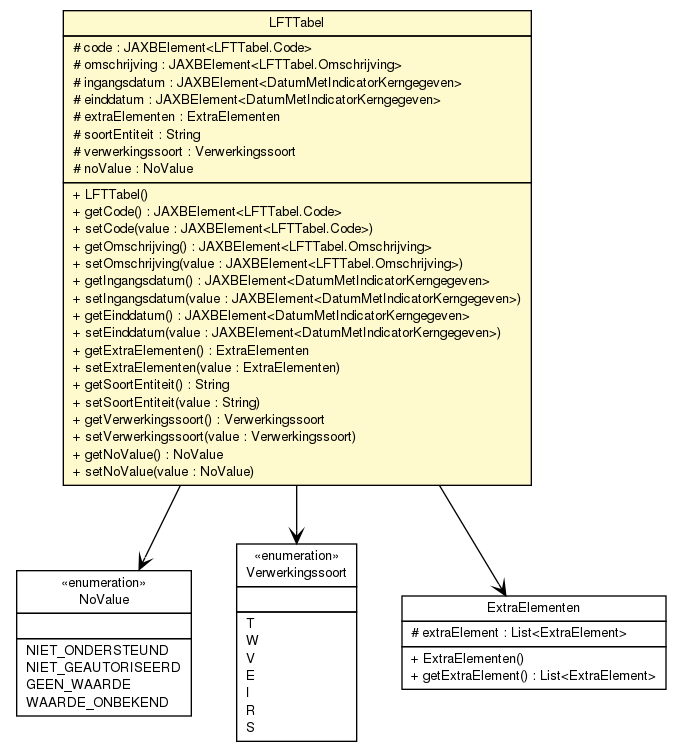 LFTTabel
# code : JAXBElement<LFTTabel.Code>
# omschrijving : JAXBElement<LFTTabel.Omschrijving>
# ingangsdatum : JAXBElement<DatumMetIndicatorKerngegeven>
# einddatum : JAXBElement<DatumMetIndicatorKerngegeven>
# extraElementen : ExtraElementen
# soortEntiteit : String
# verwerkingssoort : Verwerkingssoort
# noValue : NoValue
+ LFTTabel()
+ getCode() : JAXBElement<LFTTabel.Code>
+ setCode(value : JAXBElement<LFTTabel.Code>)
+ getOmschrijving() : JAXBElement<LFTTabel.Omschrijving>
+ setOmschrijving(value : JAXBElement<LFTTabel.Omschrijving>)
+ getIngangsdatum() : JAXBElement<DatumMetIndicatorKerngegeven>
+ setIngangsdatum(value : JAXBElement<DatumMetIndicatorKerngegeven>)
+ getEinddatum() : JAXBElement<DatumMetIndicatorKerngegeven>
+ setEinddatum(value : JAXBElement<DatumMetIndicatorKerngegeven>)
+ getExtraElementen() : ExtraElementen
+ setExtraElementen(value : ExtraElementen)
+ getSoortEntiteit() : String
+ setSoortEntiteit(value : String)
+ getVerwerkingssoort() : Verwerkingssoort
+ setVerwerkingssoort(value : Verwerkingssoort)
+ getNoValue() : NoValue
+ setNoValue(value : NoValue)
«enumeration»
NoValue
NIET_ONDERSTEUND
NIET_GEAUTORISEERD
GEEN_WAARDE
WAARDE_ONBEKEND
«enumeration»
Verwerkingssoort
T
W
V
E
I
R
S
ExtraElementen
# extraElement : List<ExtraElement>
+ ExtraElementen()
+ getExtraElement() : List<ExtraElement>